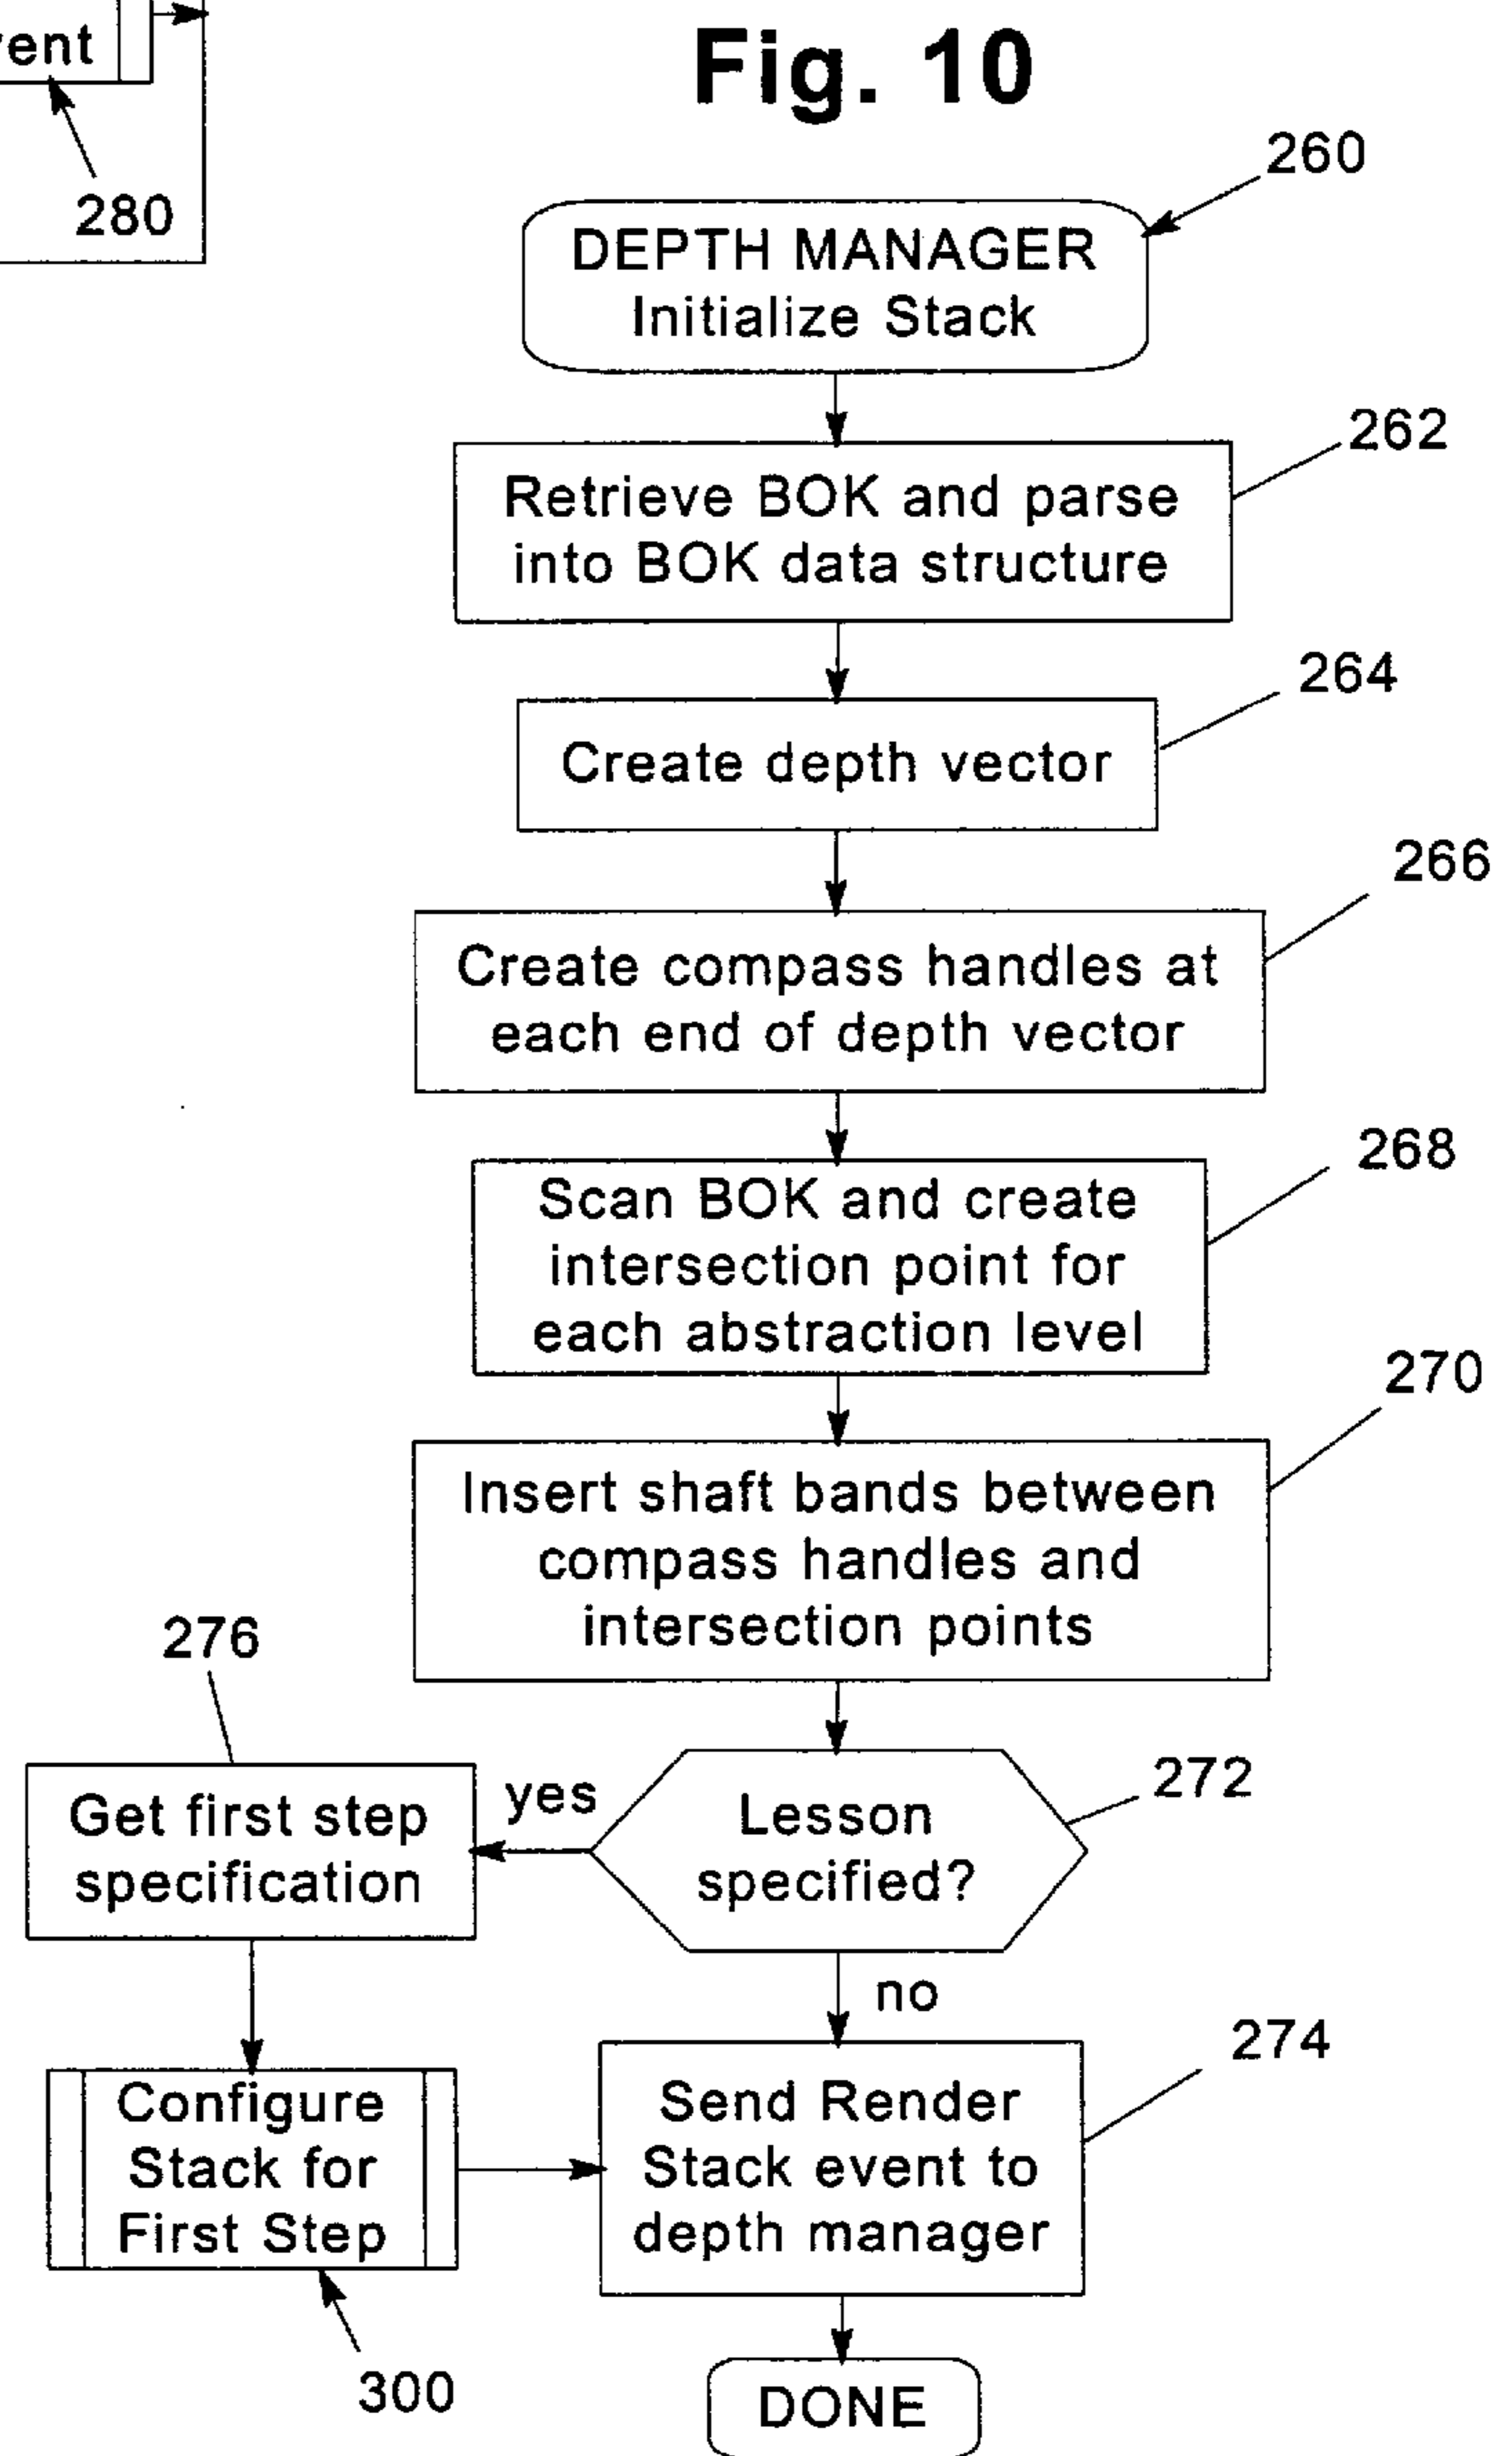 280
Fig. 10
260
DEPTH MANAGER
Initialize Stack
262
Retrieve BOK and parse
into BOK data structure
264
Create depth vector
266
Create compass handles at
each end of depth vector
268
Scan BOK and create
intersection point for
each abstraction level
270
Insert shaft bands between
compass handles and
intersection points
276
272
Get first step
specification
yes
Lesson
specified?
no
274
Configure
Stack for
First Step
Send Render
Stack event to
depth manager
300
DONE